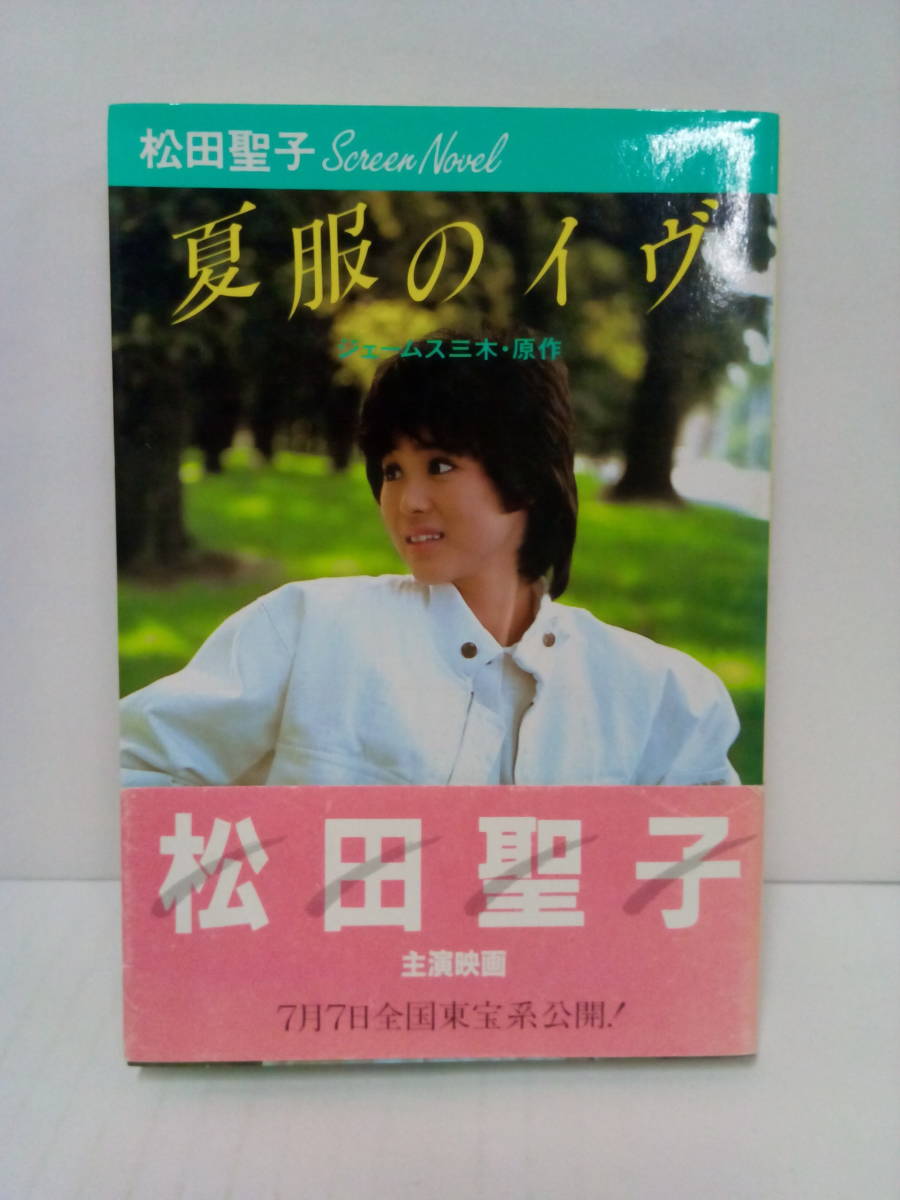 松田聖子 Screen Novel
夏服のイヴ
ジェームス三木・原作
松田聖子
主演映画
7月7日全国東宝系公開!